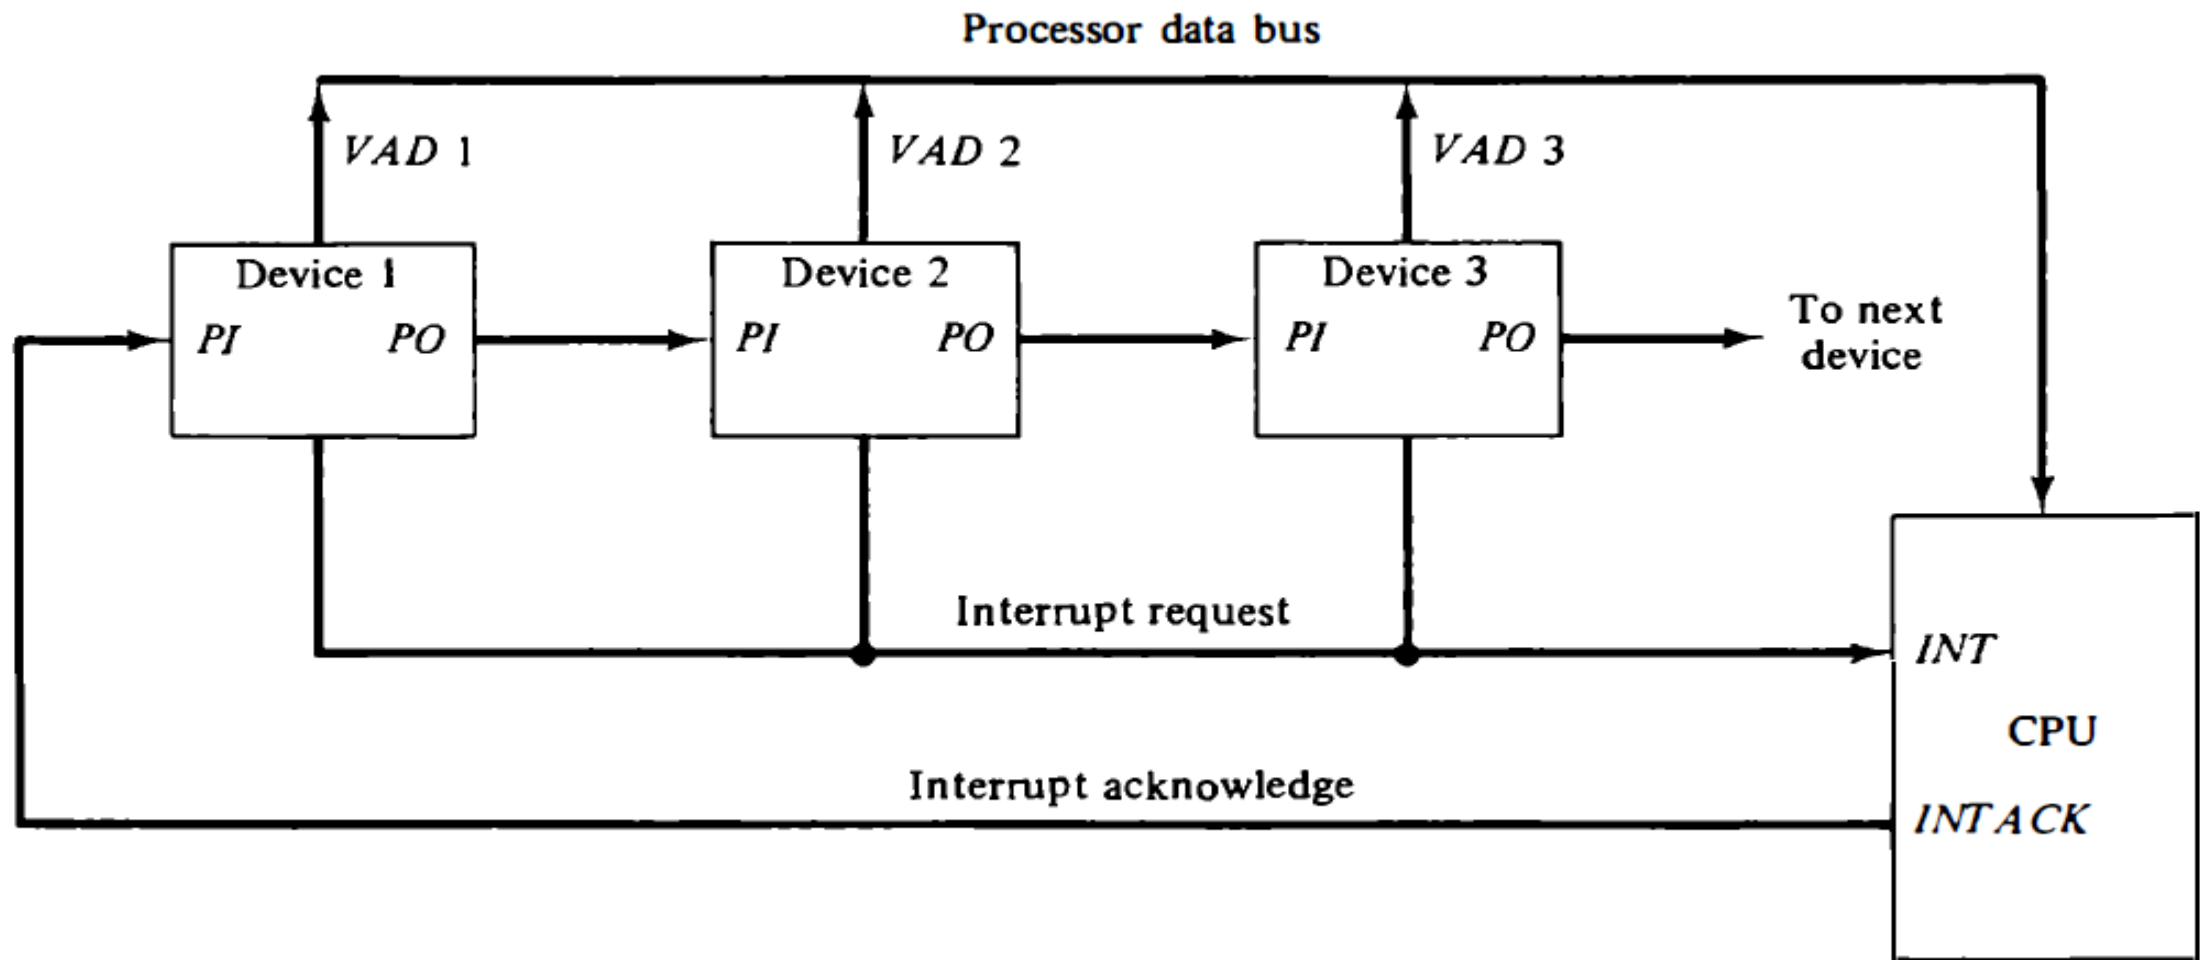 Processor data bus
VAD 1
VAD 2
VAD 3
Device 1
PI
PO
Device 2
PI
PO
Device 3
PI
PO
To next
device
Interrupt request
INT
CPU
Interrupt acknowledge
INTACK